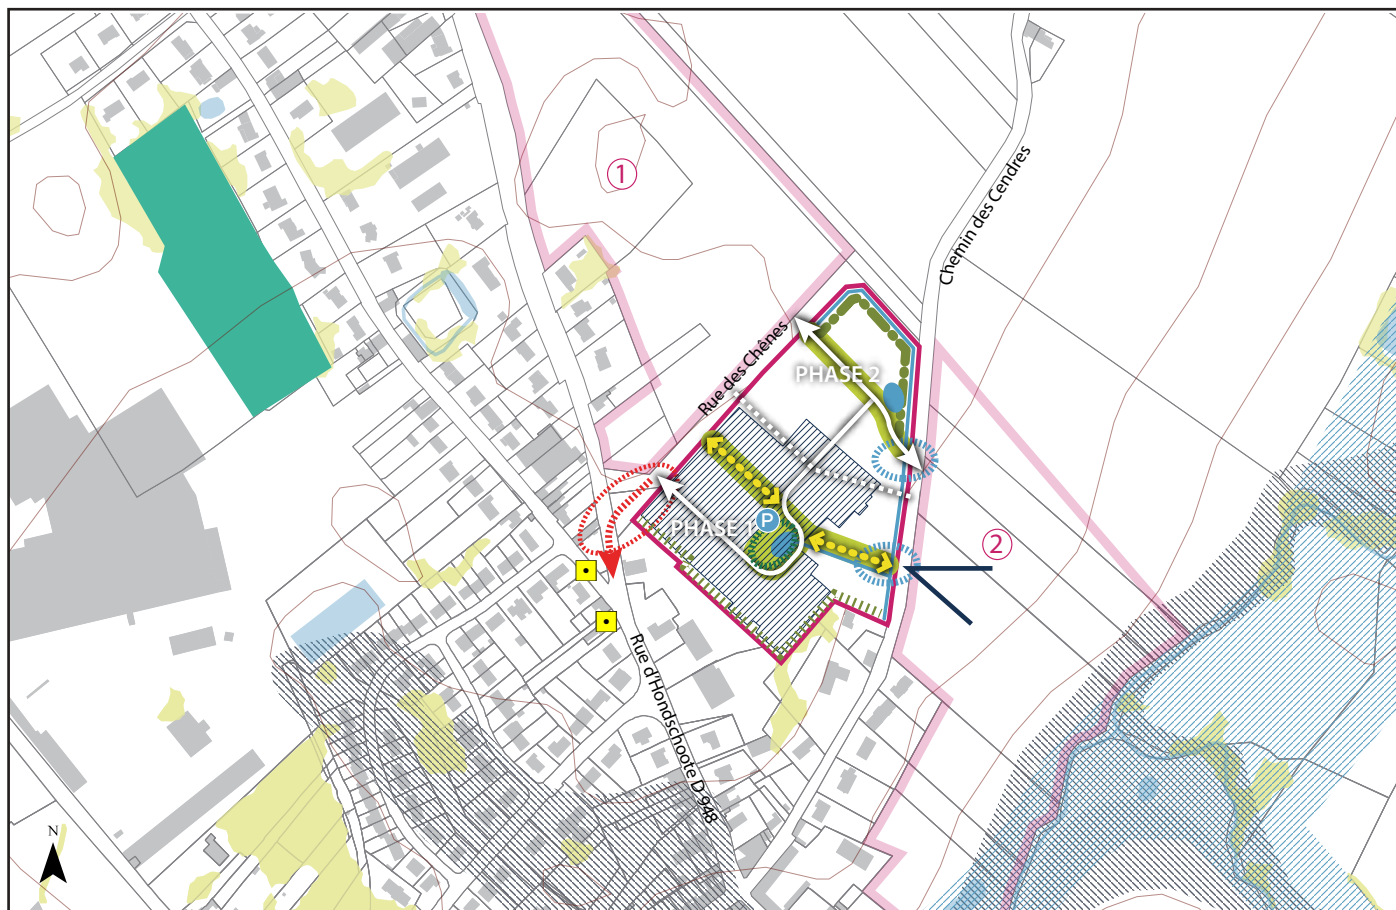 ①
Chemin des Cendres
Rue des Chênes
PHASE 2
PHASE 1
P
②
Rue d'Hondschoote D 948
N